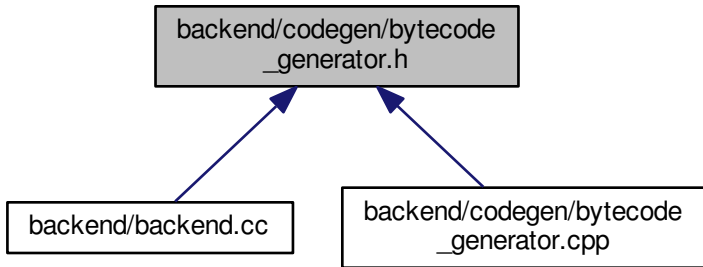 backend/codegen/bytecode
_generator.h
backend/backend.cc
backend/codegen/bytecode
_generator.cpp